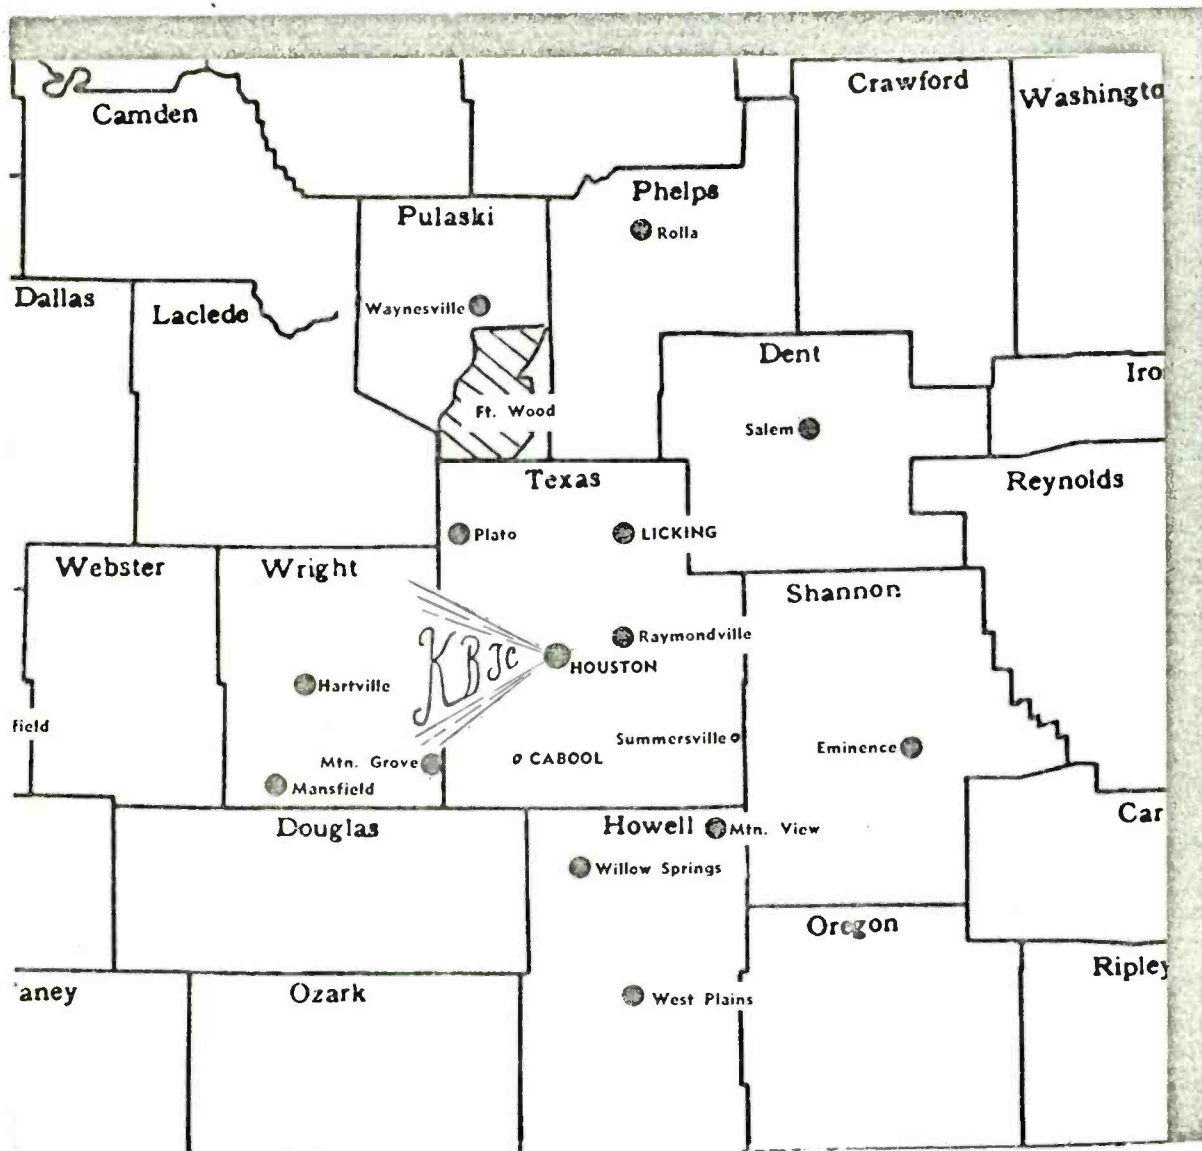 Crawford
Washingto
Camden
Phelps
Pulaski
Rolla
Dallas
Laclede
Waynesville
Dent
Iro
Ft. Wood
Salem
Texas
Reynolds
Plato
LICKING
Webster
Wright
Shannon
Raymondville
KBTC
HOUSTON
Hartville
field
Summersville
Eminence
Mtn. Grove
CABOOL
Mansfield
Car
Douglas
Howell
Mtn. View
Willow Springs
Oregon
Ripley
aney
Ozark
West Plains